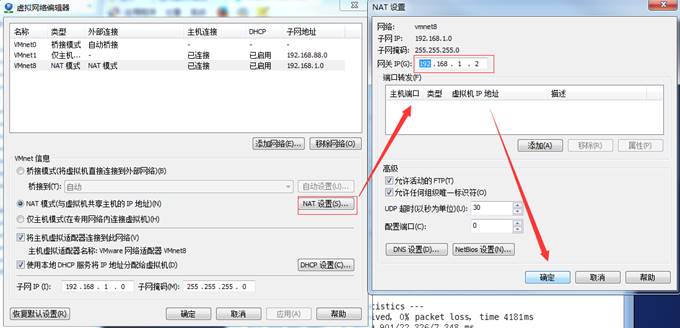 虚拟网络编辑器
名称 类型 外部连接 主机连接 DHCP 子网地址
VMnet0 桥接模式 自动桥接 - - -
VMnet1 仅主机... - 已连接 已启用 192.168.88.0
VMnet8 NAT 模式 NAT 模式 已连接 已启用 192.168.1.0
添加网络(E)... 移除网络(O)
VMnet 信息
桥接模式(将虚拟机直接连接到外部网络)(B)
桥接到(T): 自动 自动设置(U)...
NAT 模式(与虚拟机共享主机的 IP 地址)(N) NAT 设置(S)...
仅主机模式(在专用网络内连接虚拟机)(H)
将主机虚拟适配器连接到此网络(V)
主机虚拟适配器名称: VMware 网络适配器 VMnet8
使用本地 DHCP 服务将 IP 地址分配给虚拟机(D) DHCP 设置(C)...
子网 IP (I): 192 . 168 . 1 . 0 子网掩码(M): 255 . 255 . 255 . 0
恢复默认设置(R) 确定 取消 应用(A) 帮助
NAT 设置
网络: vmnet8
子网 IP: 192.168.1.0
子网掩码: 255.255.255.0
网关 IP(G): 192 . 168 . 1 . 2
端口转发(F)
主机端口 类型 虚拟机 IP 地址 描述
添加(A)... 移除(R) 属性(P)
高级
允许活动的 FTP(T)
允许任何组织唯一标识符(O)
UDP 超时(以秒为单位)(U): 30
配置端口(C): 0
DNS 设置(D)... NetBios 设置(N)...
确定 取消 帮助
tistics ---
ived, 0% packet loss, time 4181ms